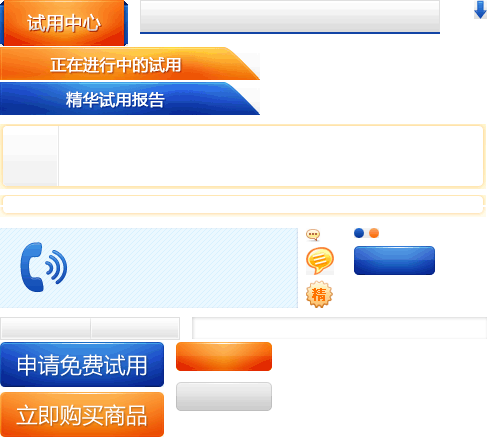 试用中心
正在进行中的试用
精华试用报告
精
申请免费试用
立即购买商品